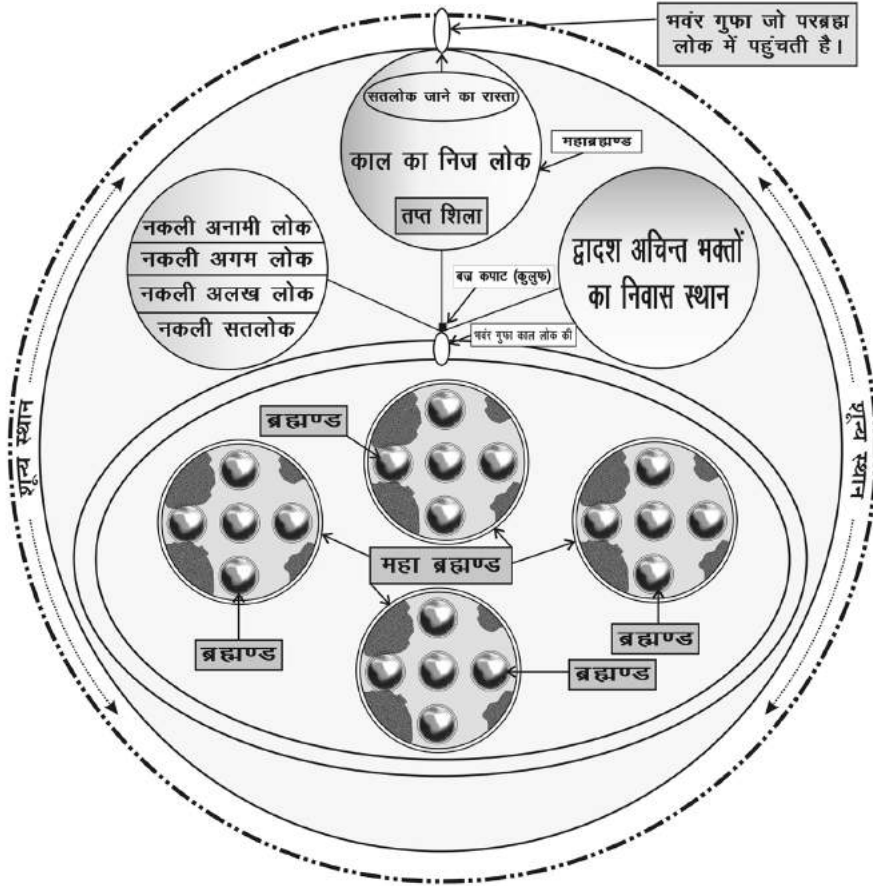 भवंर गुफा जो परब्रह्म
लोक में पहुंचती है।
सतलोक जाने का रास्ता
महाब्रह्मण्ड
काल का निज लोक
तप्त शिला
नकली अनामी लोक
नकली अगम लोक
नकली अलख लोक
नकली सतलोक
द्वादश अचिन्त भक्तों
का निवास स्थान
बज्र कपाट (कुलुफ)
भवंर गुफा काल लोक की
शून्य स्थान
शून्य स्थान
ब्रह्मण्ड
महा ब्रह्मण्ड
ब्रह्मण्ड
ब्रह्मण्ड
ब्रह्मण्ड